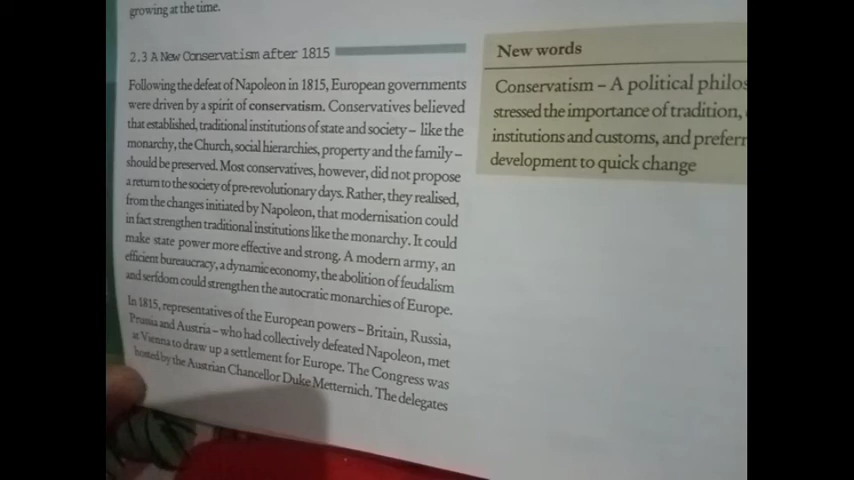 growing at the time.
2.3 A New Conservatism after 1815
Following the defeat of Napoleon in 1815, European governments
were driven by a spirit of conservatism. Conservatives believed
that established, traditional institutions of state and society – like the
monarchy, the Church, social hierarchies, property and the family –
should be preserved. Most conservatives, however, did not propose
a return to the society of pre-revolutionary days. Rather, they realised,
from the changes initiated by Napoleon, that modernisation could
in fact strengthen traditional institutions like the monarchy. It could
make state power more effective and strong. A modern army, an
efficient bureaucracy, a dynamic economy, the abolition of feudalism
and serfdom could strengthen the autocratic monarchies of Europe.
In 1815, representatives of the European powers – Britain, Russia,
Prussia and Austria – who had collectively defeated Napoleon, met
at Vienna to draw up a settlement for Europe. The Congress was
hosted by the Austrian Chancellor Duke Metternich. The delegates
New words
Conservatism – A political philos
stressed the importance of tradition,
institutions and customs, and preferr
development to quick change